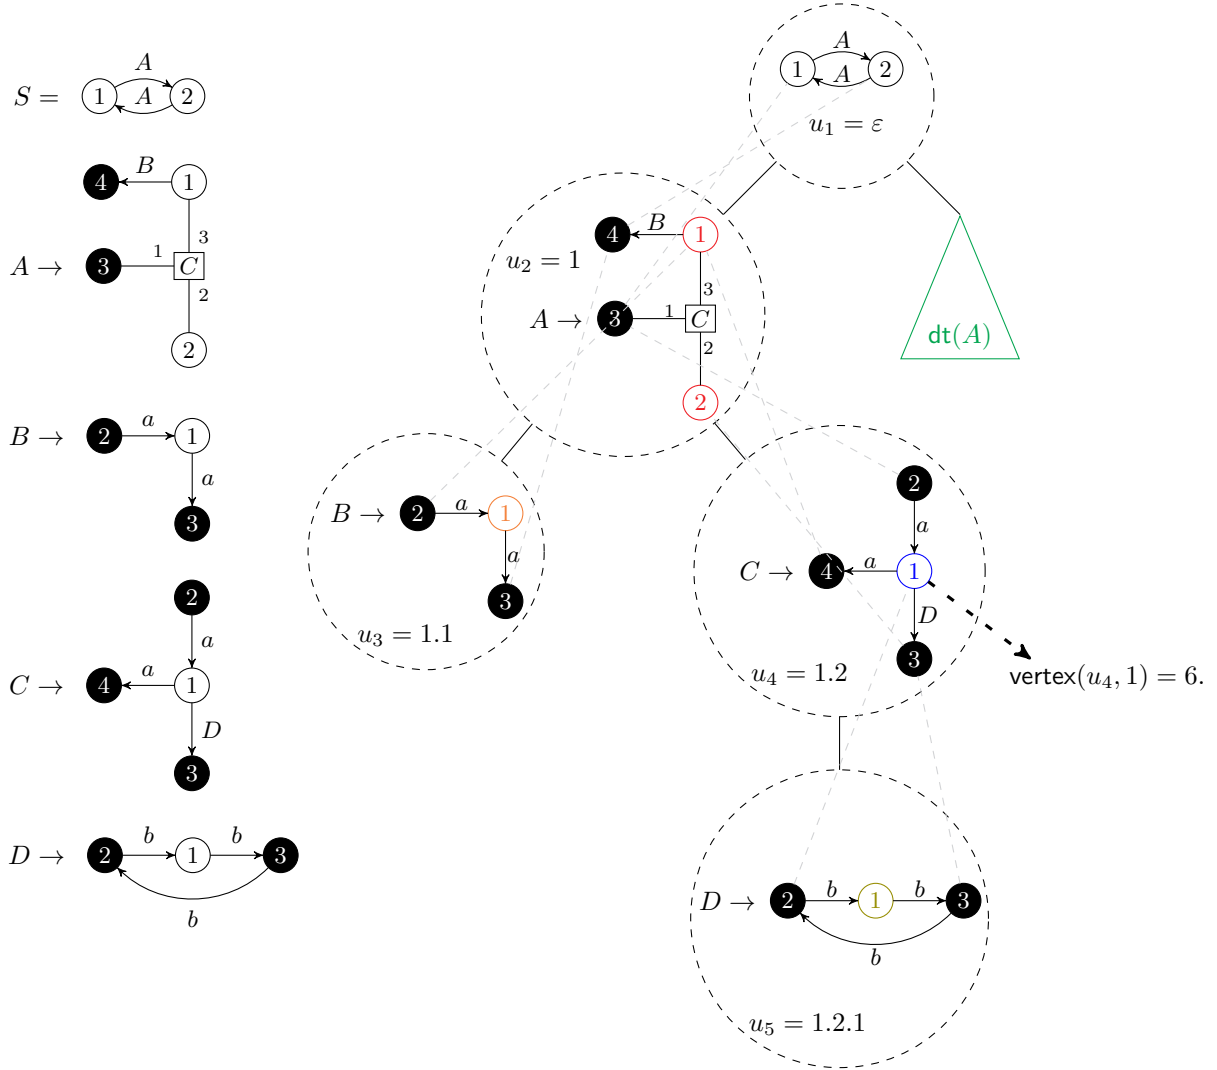 S =
A
1
A
2
4
B
1
3
A →
3
1
C
2
2
B →
2
a
1
a
3
2
a
C →
4
a
1
D
3
D →
2
b
1
b
3
b
A
1
A
2
u₁ = ε
4
B
1
u₂ = 1
3
A →
3
1
C
2
2
dt(A)
B →
2
a
1
a
3
u₃ = 1.1
2
a
C →
4
a
1
D
3
u₄ = 1.2
vertex(u₄, 1) = 6.
D →
2
b
1
b
3
b
u₅ = 1.2.1